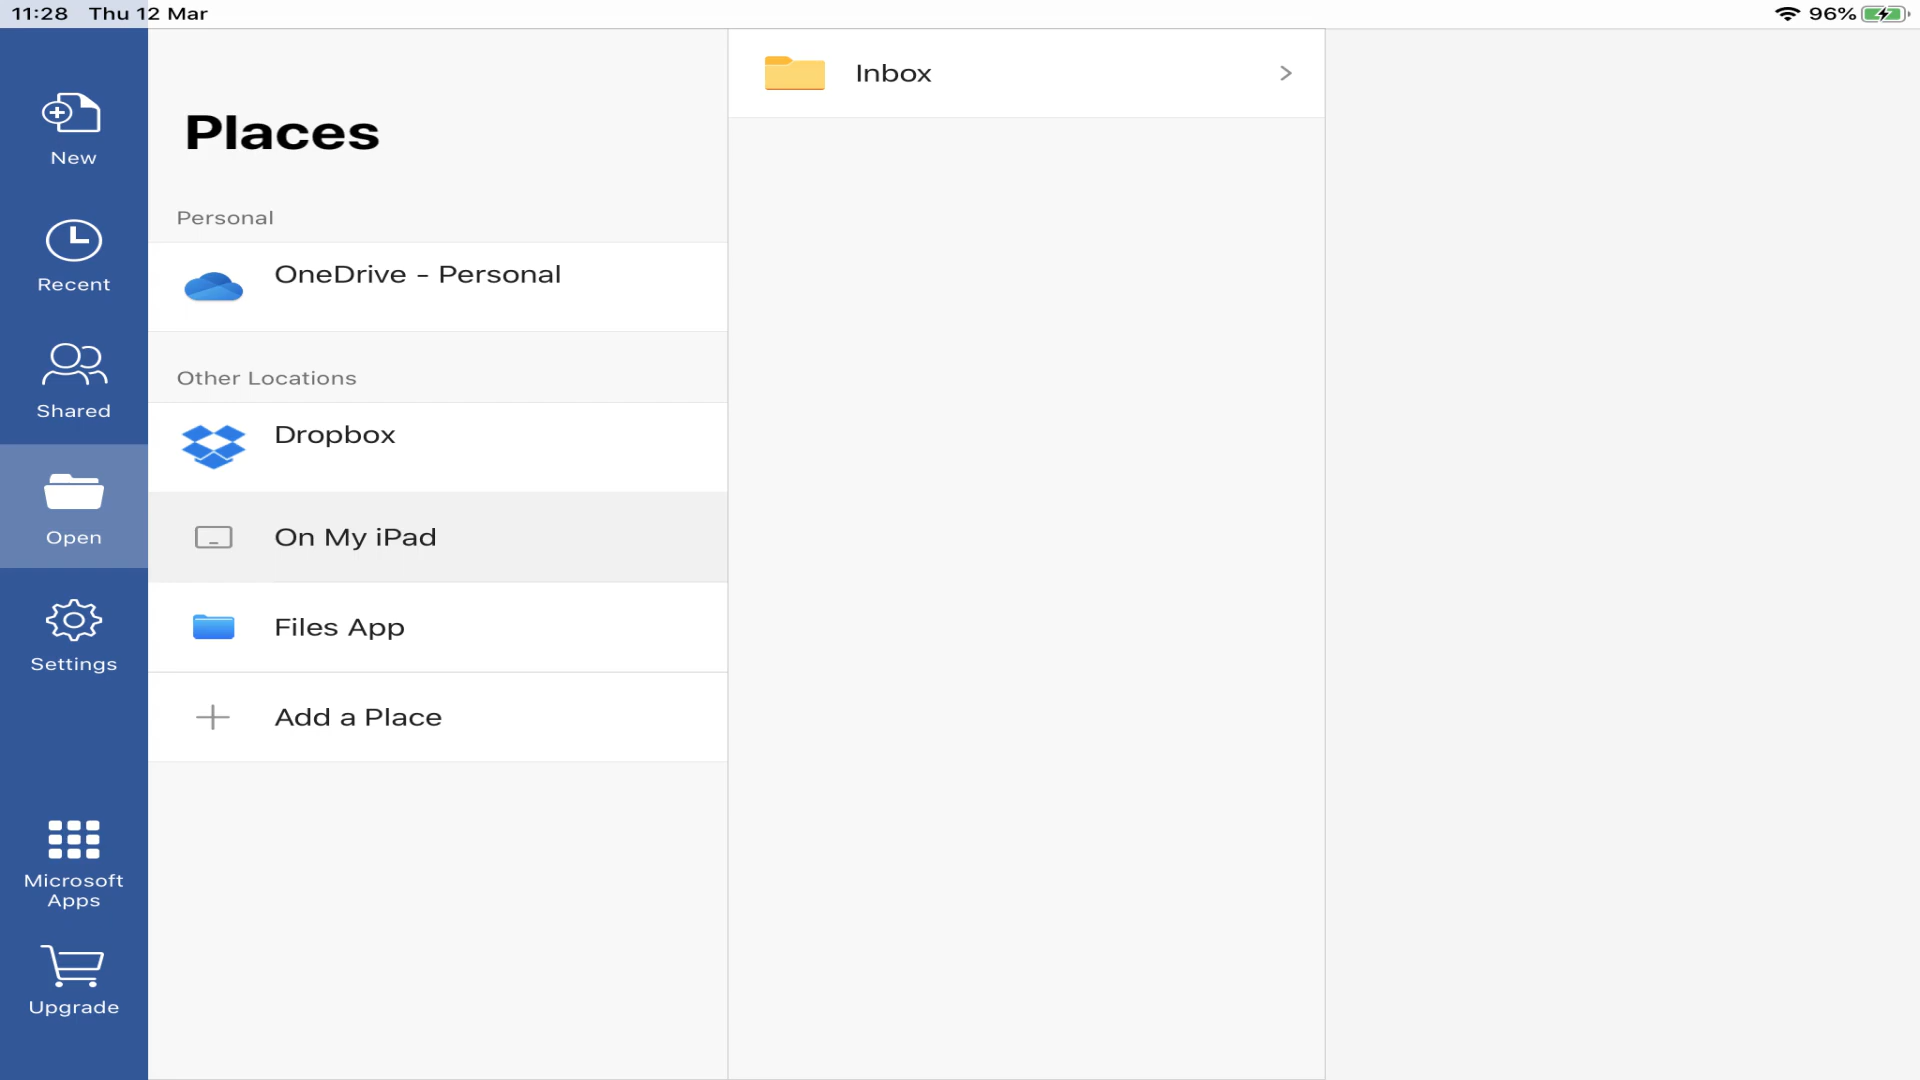 11:28 Thu 12 Mar
96%
New
Recent
Shared
Open
Settings
Microsoft
Apps
Upgrade
Places
Personal
OneDrive - Personal
Other Locations
Dropbox
On My iPad
Files App
Add a Place
Inbox